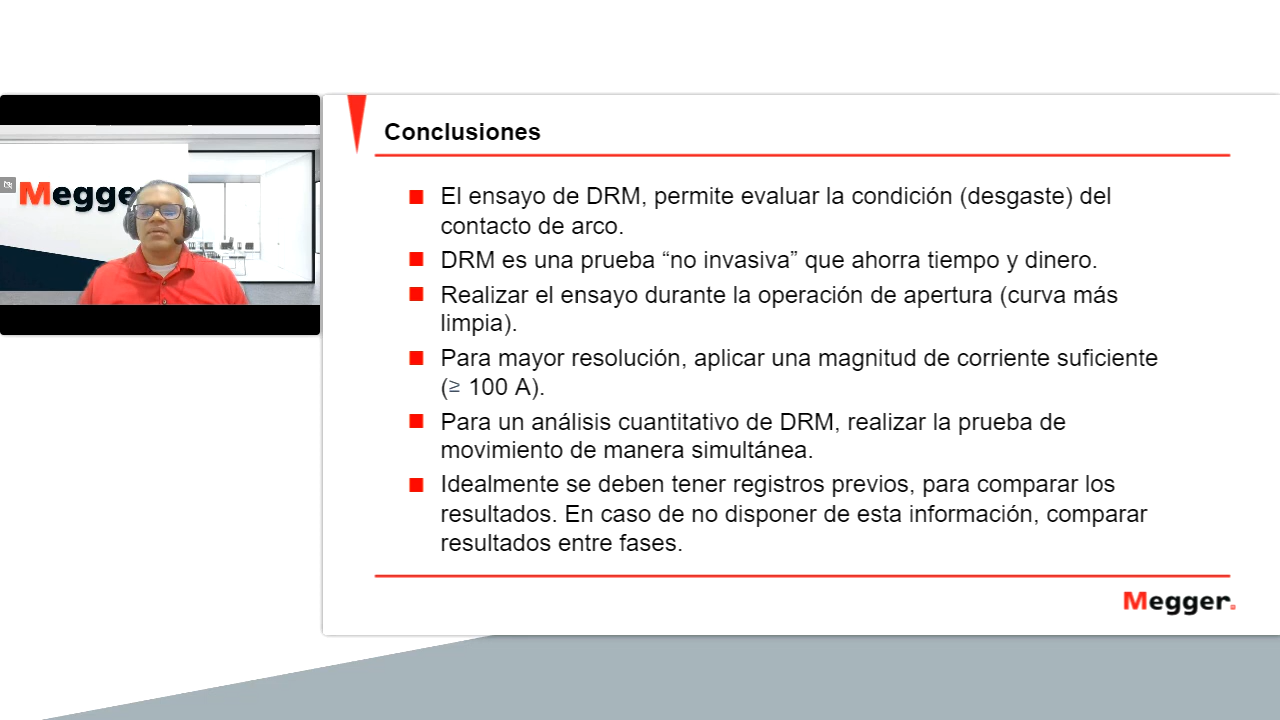 Megger
Conclusiones
El ensayo de DRM, permite evaluar la condición (desgaste) del
contacto de arco.
DRM es una prueba “no invasiva” que ahorra tiempo y dinero.
Realizar el ensayo durante la operación de apertura (curva más
limpia).
Para mayor resolución, aplicar una magnitud de corriente suficiente
(≥ 100 A).
Para un análisis cuantitativo de DRM, realizar la prueba de
movimiento de manera simultánea.
Idealmente se deben tener registros previos, para comparar los
resultados. En caso de no disponer de esta información, comparar
resultados entre fases.
Megger